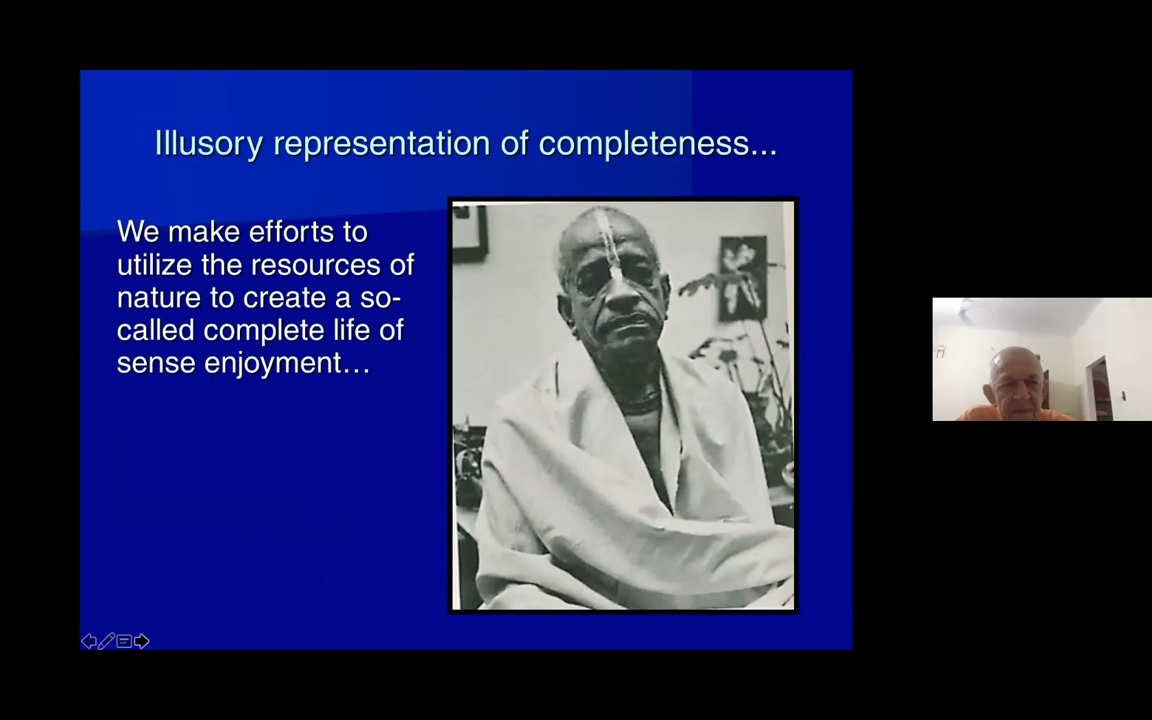 Illusory representation of completeness...
We make efforts to
utilize the resources of
nature to create a so-
called complete life of
sense enjoyment…